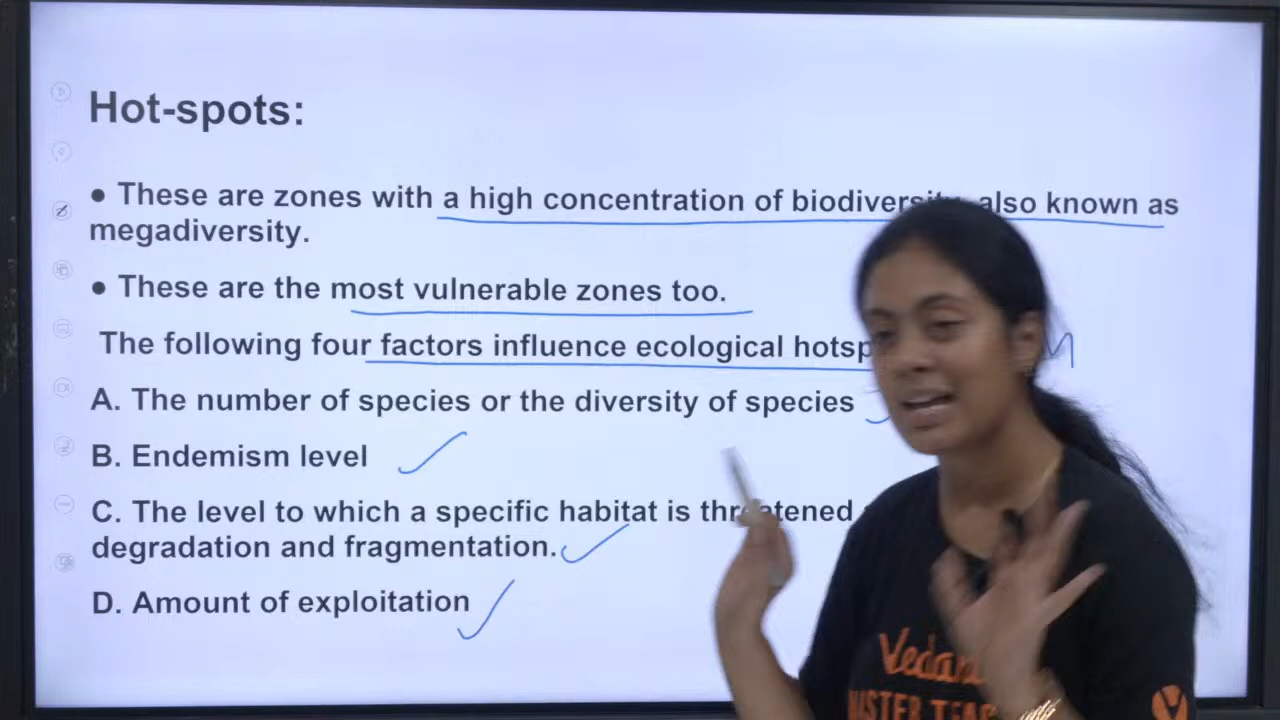 Hot-spots:
● These are zones with a high concentration of biodiversity, also known as
megadiversity.
● These are the most vulnerable zones too.
The following four factors influence ecological
A. The number of species or the diversity of species
B. Endemism level
C. The level to which a specific habitat is threatened
degradation and fragmentation.
D. Amount of exploitation